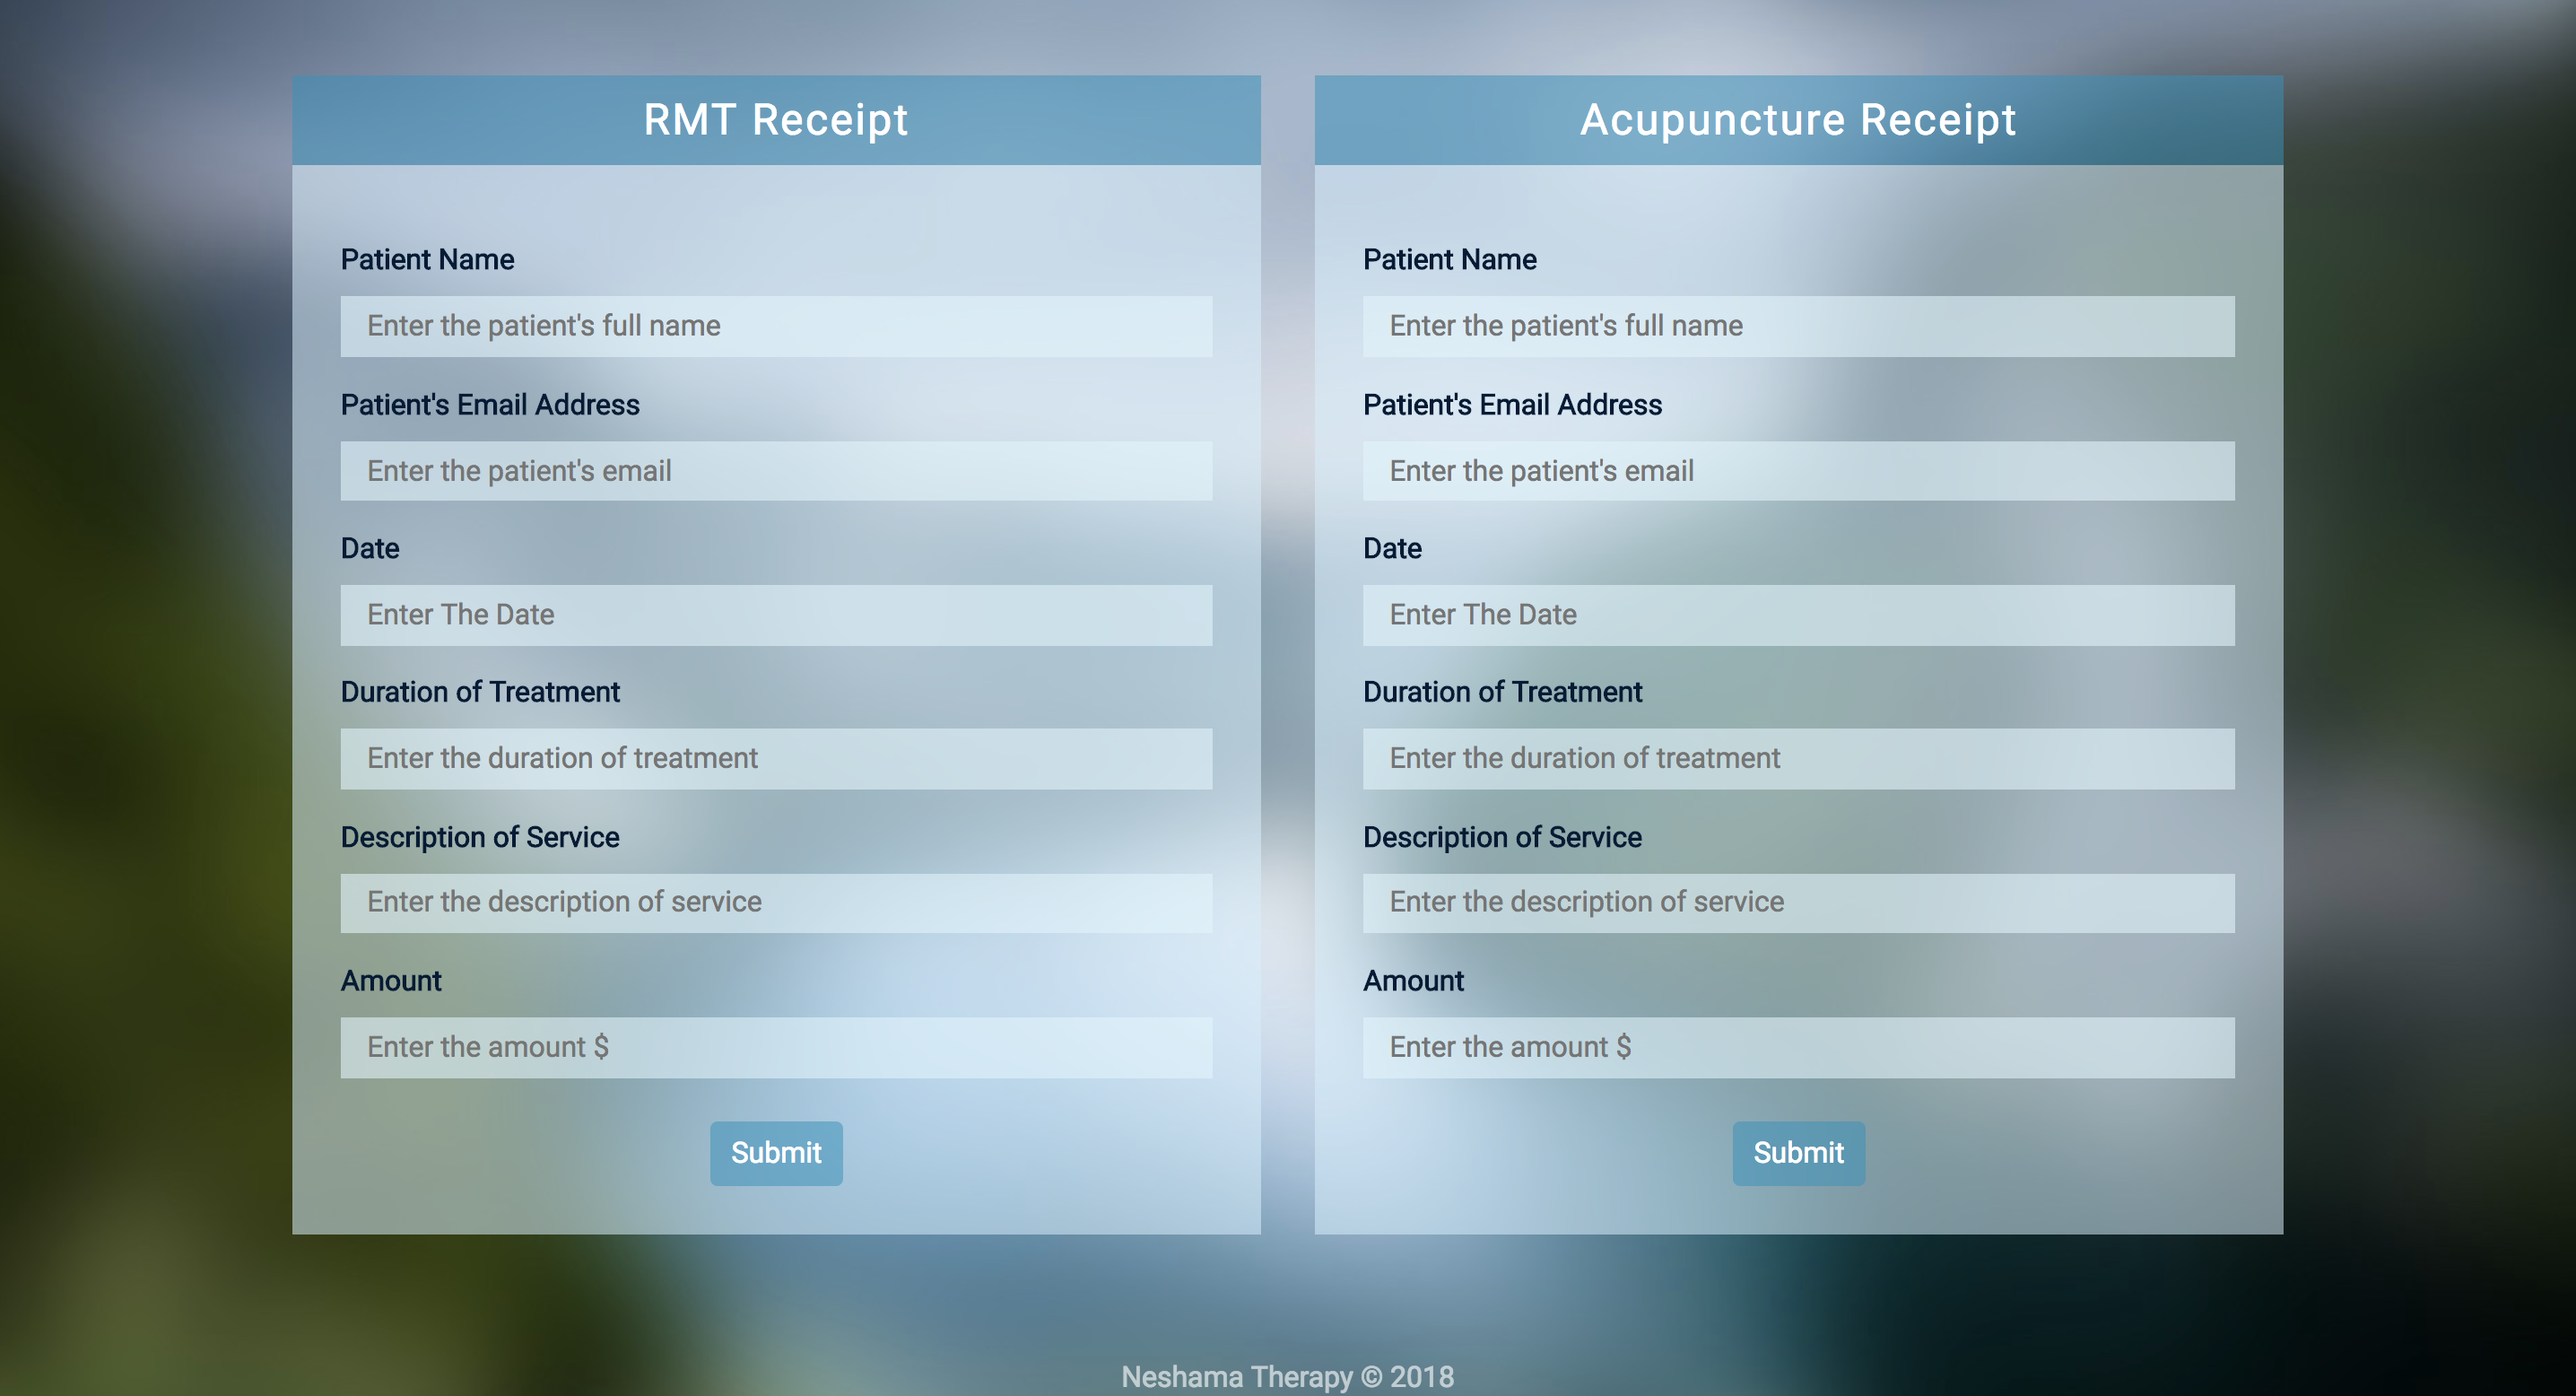 RMT Receipt
Patient Name
Enter the patient's full name
Patient's Email Address
Enter the patient's email
Date
Enter The Date
Duration of Treatment
Enter the duration of treatment
Description of Service
Enter the description of service
Amount
Enter the amount $
Submit
Acupuncture Receipt
Patient Name
Enter the patient's full name
Patient's Email Address
Enter the patient's email
Date
Enter The Date
Duration of Treatment
Enter the duration of treatment
Description of Service
Enter the description of service
Amount
Enter the amount $
Submit
Neshama Therapy © 2018